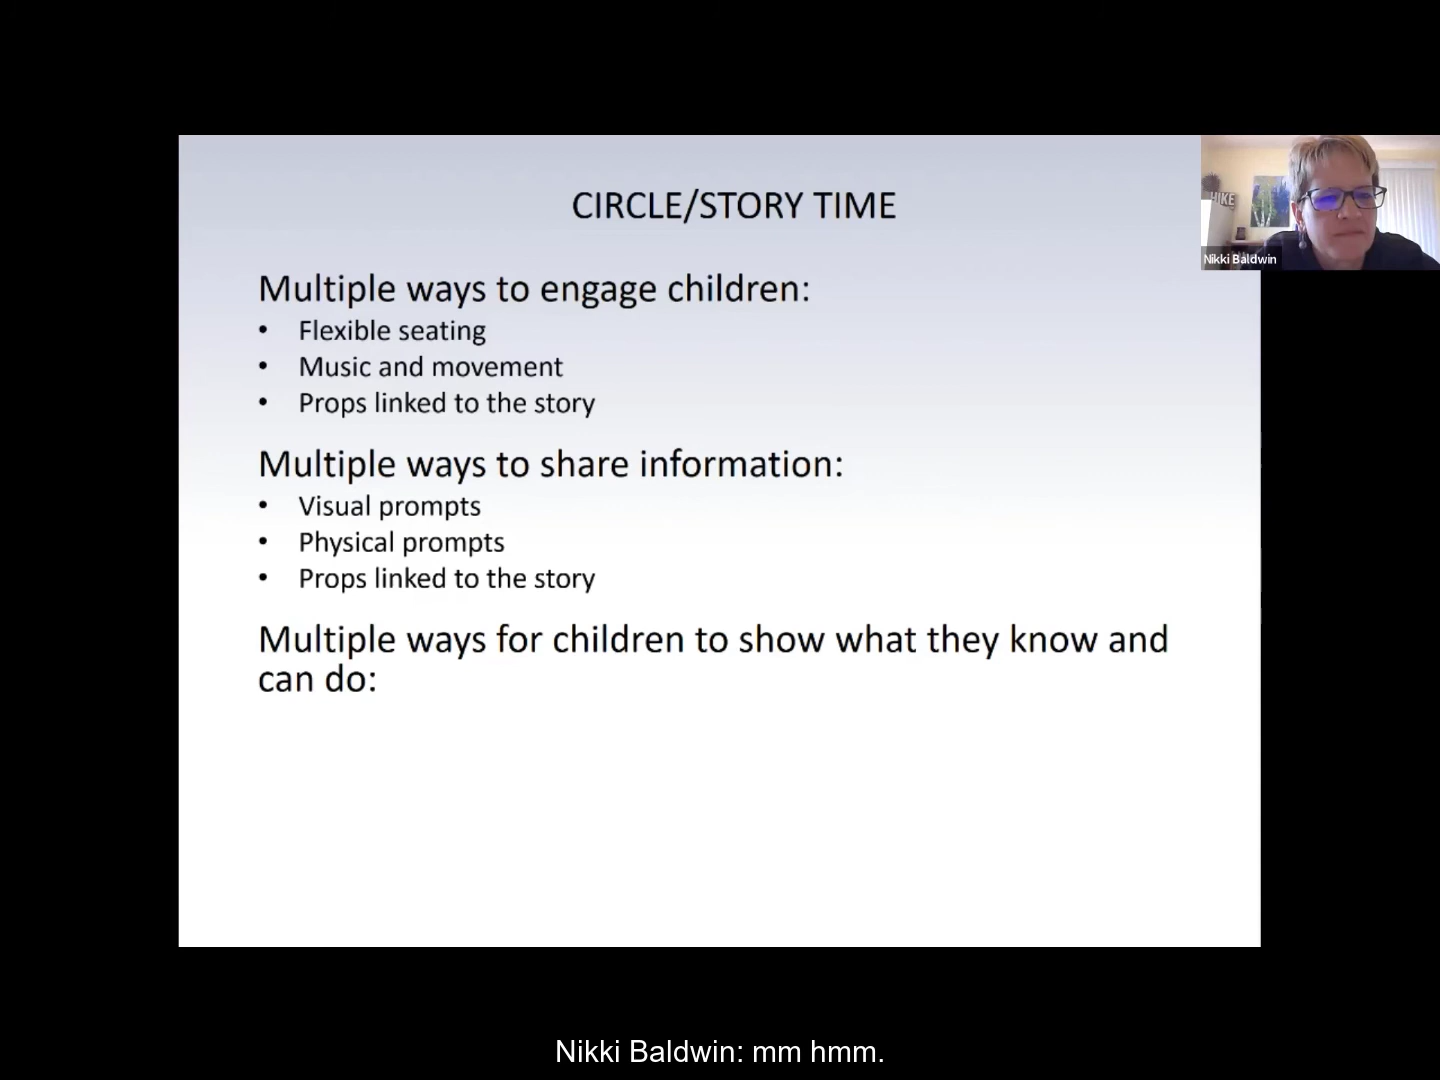 CIRCLE/STORY TIME
Multiple ways to engage children:
• Flexible seating
• Music and movement
• Props linked to the story
Multiple ways to share information:
• Visual prompts
• Physical prompts
• Props linked to the story
Multiple ways for children to show what they know and
can do:
HIKE
Nikki Baldwin
Nikki Baldwin: mm hmm.